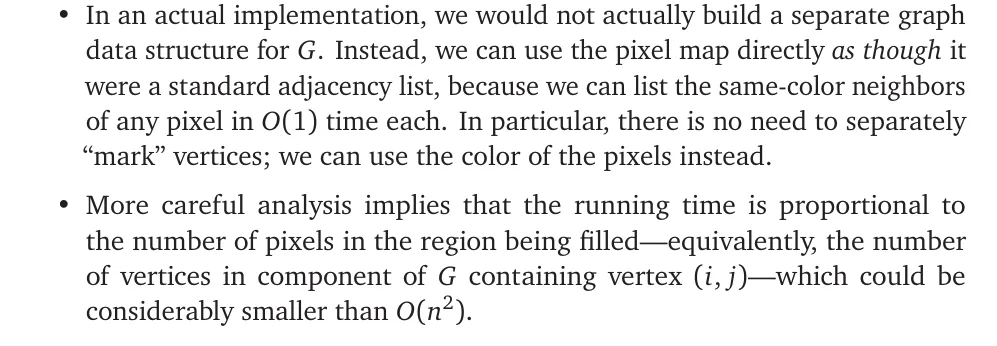 • In an actual implementation, we would not actually build a separate graph
data structure for G. Instead, we can use the pixel map directly as though it
were a standard adjacency list, because we can list the same-color neighbors
of any pixel in O(1) time each. In particular, there is no need to separately
“mark” vertices; we can use the color of the pixels instead.
• More careful analysis implies that the running time is proportional to
the number of pixels in the region being filled—equivalently, the number
of vertices in component of G containing vertex (i, j)—which could be
considerably smaller than O(n²).